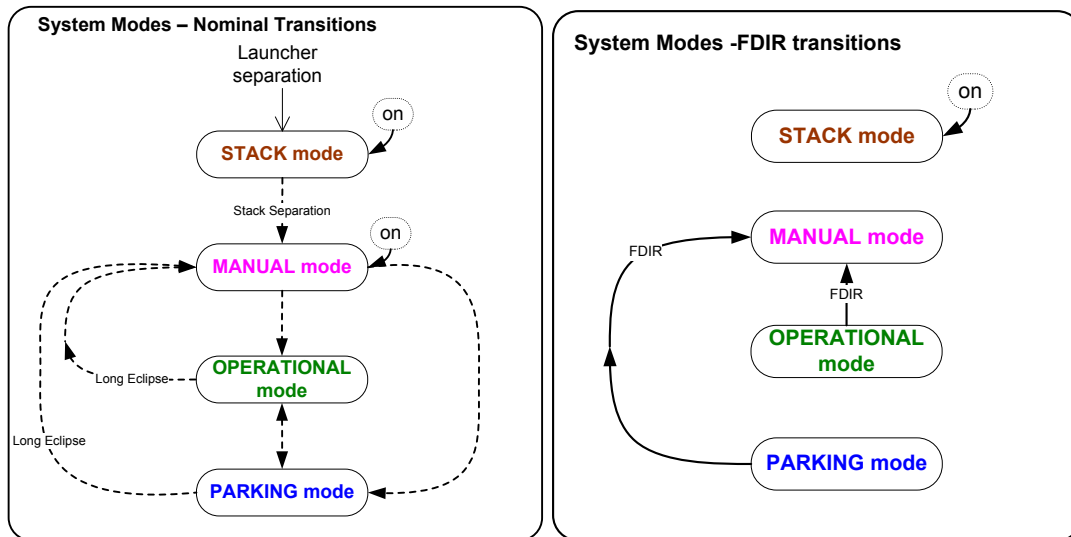 System Modes – Nominal Transitions
Launcher
separation
on
STACK mode
Stack Separation
on
MANUAL mode
OPERATIONAL
mode
Long Eclipse
Long Eclipse
PARKING mode
System Modes -FDIR transitions
on
STACK mode
MANUAL mode
FDIR
FDIR
OPERATIONAL
mode
PARKING mode